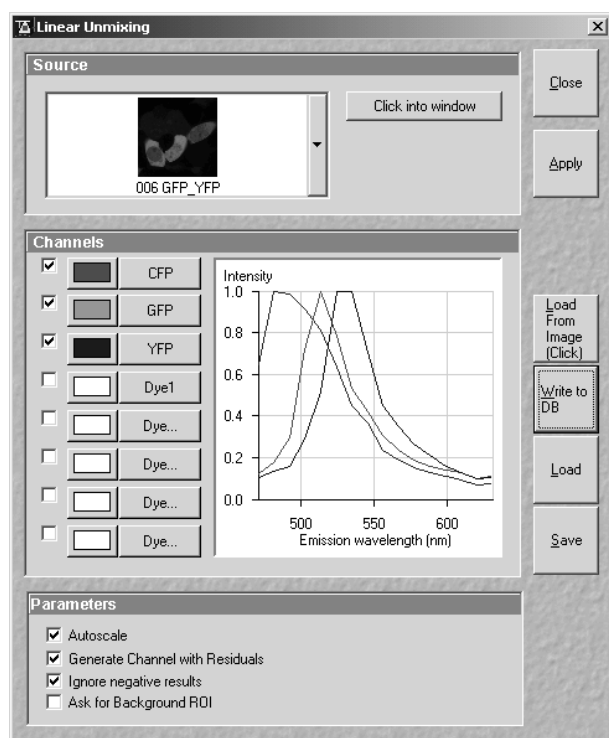 Linear Unmixing
Source
006 GFP_YFP
Click into window
Close
Apply
Channels
CFP
GFP
YFP
Dye1
Dye...
Dye...
Dye...
Dye...
Intensity
1.0
0.8
0.6
0.4
0.2
0.0
500 550 600
Emission wavelength (nm)
Load
From
Image
(Click)
Write to
DB
Load
Save
Parameters
Autoscale
Generate Channel with Residuals
Ignore negative results
Ask for Background ROI